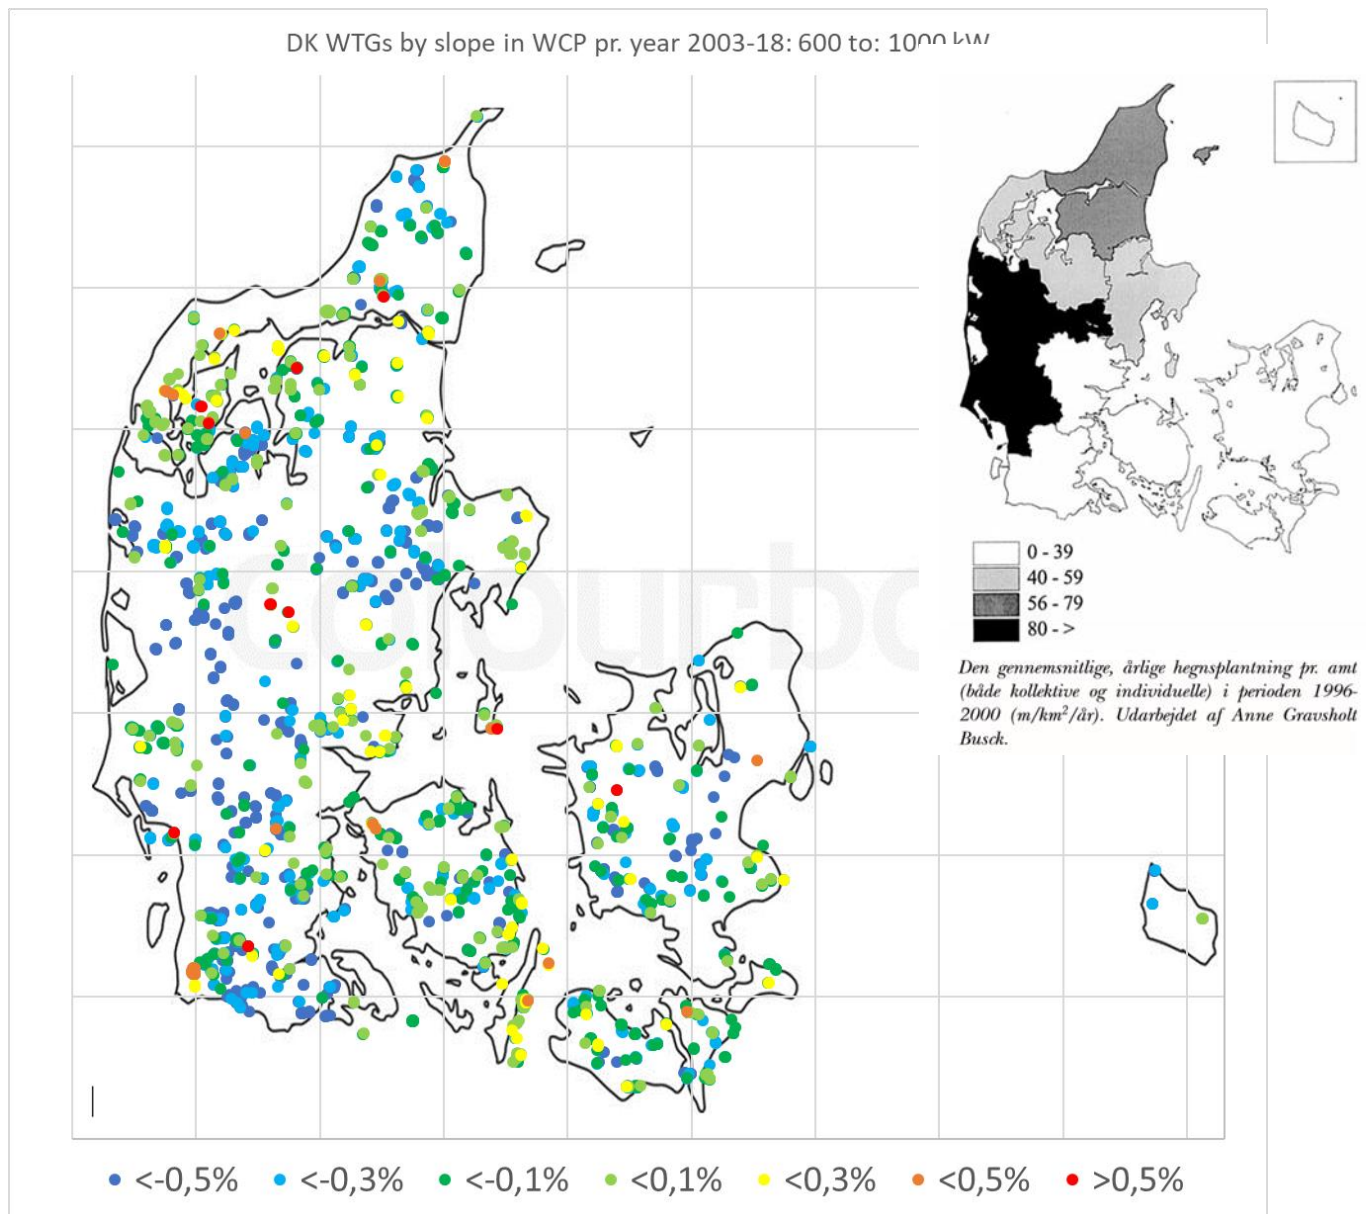 DK WTGs by slope in WCP pr. year 2003-18: 600 to: 1000 kW
0 - 39
40 - 59
56 - 79
80 - >
Den gennemsnitlige, årlige hegnsplantning pr. amt
(både kollektive og individuelle) i perioden 1996-
2000 (m/km²/år). Udarbejdet af Anne Gravsholt
Busck.
colourbo
<-0,5% <-0,3% <-0,1% <0,1% <0,3% <0,5% >0,5%